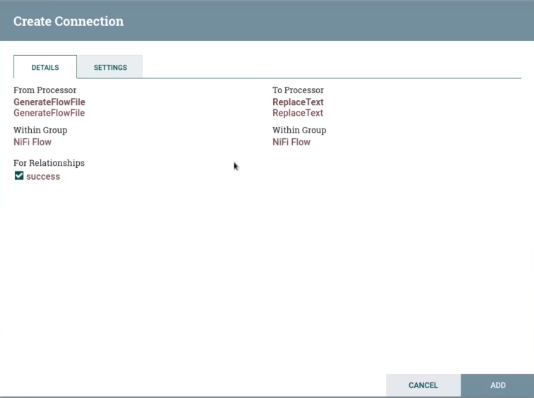 Create Connection
DETAILS
SETTINGS
From Processor
GenerateFlowFile
GenerateFlowFile
Within Group
NiFi Flow
For Relationships
success
To Processor
ReplaceText
ReplaceText
Within Group
NiFi Flow
CANCEL
ADD